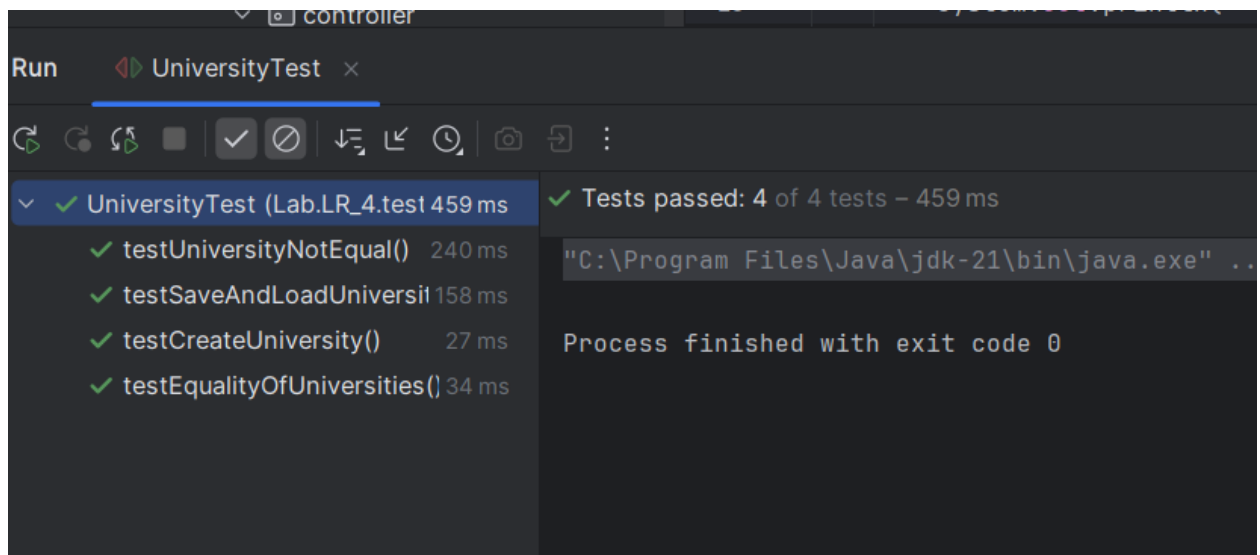 controller
Run UniversityTest
UniversityTest (Lab.LR_4.test 459 ms
testUniversityNotEqual() 240 ms
testSaveAndLoadUniversit 158 ms
testCreateUniversity() 27 ms
testEqualityOfUniversities() 34 ms
Tests passed: 4 of 4 tests – 459 ms
"C:\Program Files\Java\jdk-21\bin\java.exe" ..
Process finished with exit code 0